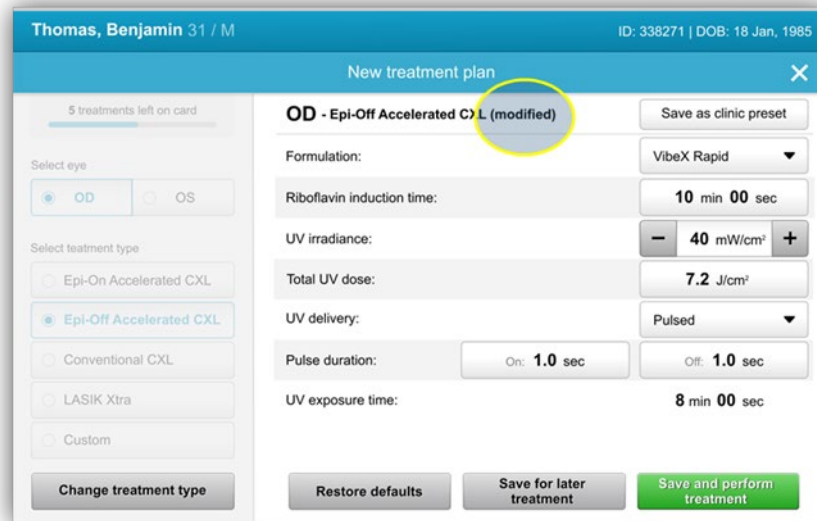 Thomas, Benjamin 31 / M
ID: 338271 | DOB: 18 Jan, 1985
New treatment plan
5 treatments left on card
Select eye
OD
OS
Select teatment type
Epi-On Accelerated CXL
Epi-Off Accelerated CXL
Conventional CXL
LASIK Xtra
Custom
Change treatment type
OD - Epi-Off Accelerated CXL (modified)
Save as clinic preset
Formulation: VibeX Rapid
Riboflavin induction time: 10 min 00 sec
UV irradiance: − 40 mW/cm² +
Total UV dose: 7.2 J/cm²
UV delivery: Pulsed
Pulse duration: On: 1.0 sec Off: 1.0 sec
UV exposure time: 8 min 00 sec
Restore defaults
Save for later
treatment
Save and perform
treatment